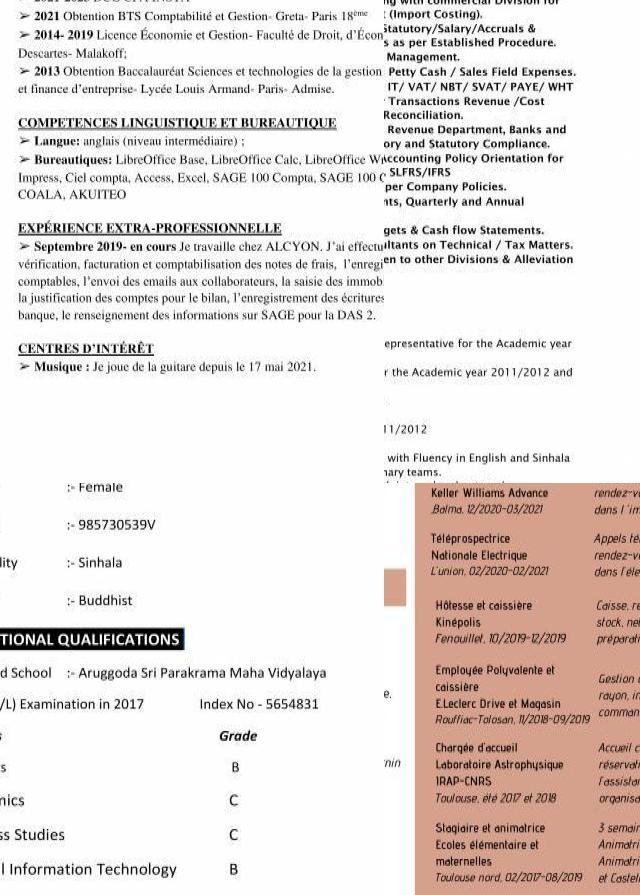 ➢ 2021 Obtention BTS Comptabilité et Gestion- Greta- Paris 18ème
➢ 2014- 2019 Licence Économie et Gestion- Faculté de Droit, d'Écon
Descartes- Malakoff;
➢ 2013 Obtention Baccalauréat Sciences et technologies de la gestion
et finance d'entreprise- Lycée Louis Armand- Paris- Admise.
COMPETENCES LINGUISTIQUE ET BUREAUTIQUE
➢ Langue: anglais (niveau intermédiaire) ;
➢ Bureautiques: LibreOffice Base, LibreOffice Calc, LibreOffice Wr
Impress, Ciel compta, Access, Excel, SAGE 100 Compta, SAGE 100 C
COALA, AKUITEO
EXPÉRIENCE EXTRA-PROFESSIONNELLE
➢ Septembre 2019- en cours Je travaille chez ALCYON. J'ai effectu
vérification, facturation et comptabilisation des notes de frais, l'enregi
comptables, l'envoi des emails aux collaborateurs, la saisie des immob
la justification des comptes pour le bilan, l'enregistrement des écritures
banque, le renseignement des informations sur SAGE pour la DAS 2.
CENTRES D'INTÉRÊT
➢ Musique : Je joue de la guitare depuis le 17 mai 2021.
(Import Costing).
Statutory/Salary/Accruals &
s as per Established Procedure.
Management.
Petty Cash / Sales Field Expenses.
IT/ VAT/ NBT/ SVAT/ PAYE/ WHT
Transactions Revenue /Cost
Reconciliation.
Revenue Department, Banks and
ory and Statutory Compliance.
ccounting Policy Orientation for
SLFRS/IFRS
per Company Policies.
nts, Quarterly and Annual
gets & Cash flow Statements.
ultants on Technical / Tax Matters.
en to other Divisions & Alleviation
epresentative for the Academic year
r the Academic year 2011/2012 and
11/2012
with Fluency in English and Sinhala
nary teams.
:- Female
:- 985730539V
lity :- Sinhala
:- Buddhist
TIONAL QUALIFICATIONS
d School :- Aruggoda Sri Parakrama Maha Vidyalaya
/L) Examination in 2017 Index No - 5654831
s Grade
s B
mics C
ss Studies C
l Information Technology B
e.
nin
Keller Williams Advance rendez-v
Balma, 12/2020-03/2021 dans l'im
Téléprospectrice Appels té
Nationale Electrique rendez-v
L'union, 02/2020-02/2021 dans l'éle
Hôtesse et caissière Caisse, re
Kinépolis stock, net
Fenouillet, 10/2019-12/2019 préparati
Employée Polyvalente et
caissière Gestion
E.Leclerc Drive et Magasin rayon, in
Rouffiac-Tolosan, 11/2018-09/2019 comman
Chargée d'accueil Accueil c
Laboratoire Astrophysique réservati
IRAP-CNRS l'assista
Toulouse, été 2017 et 2018 organisa
Stagiaire et animatrice 3 semain
Ecoles élémentaire et Animatri
maternelles Animatri
Toulouse nord, 02/2017-08/2019 et Castel